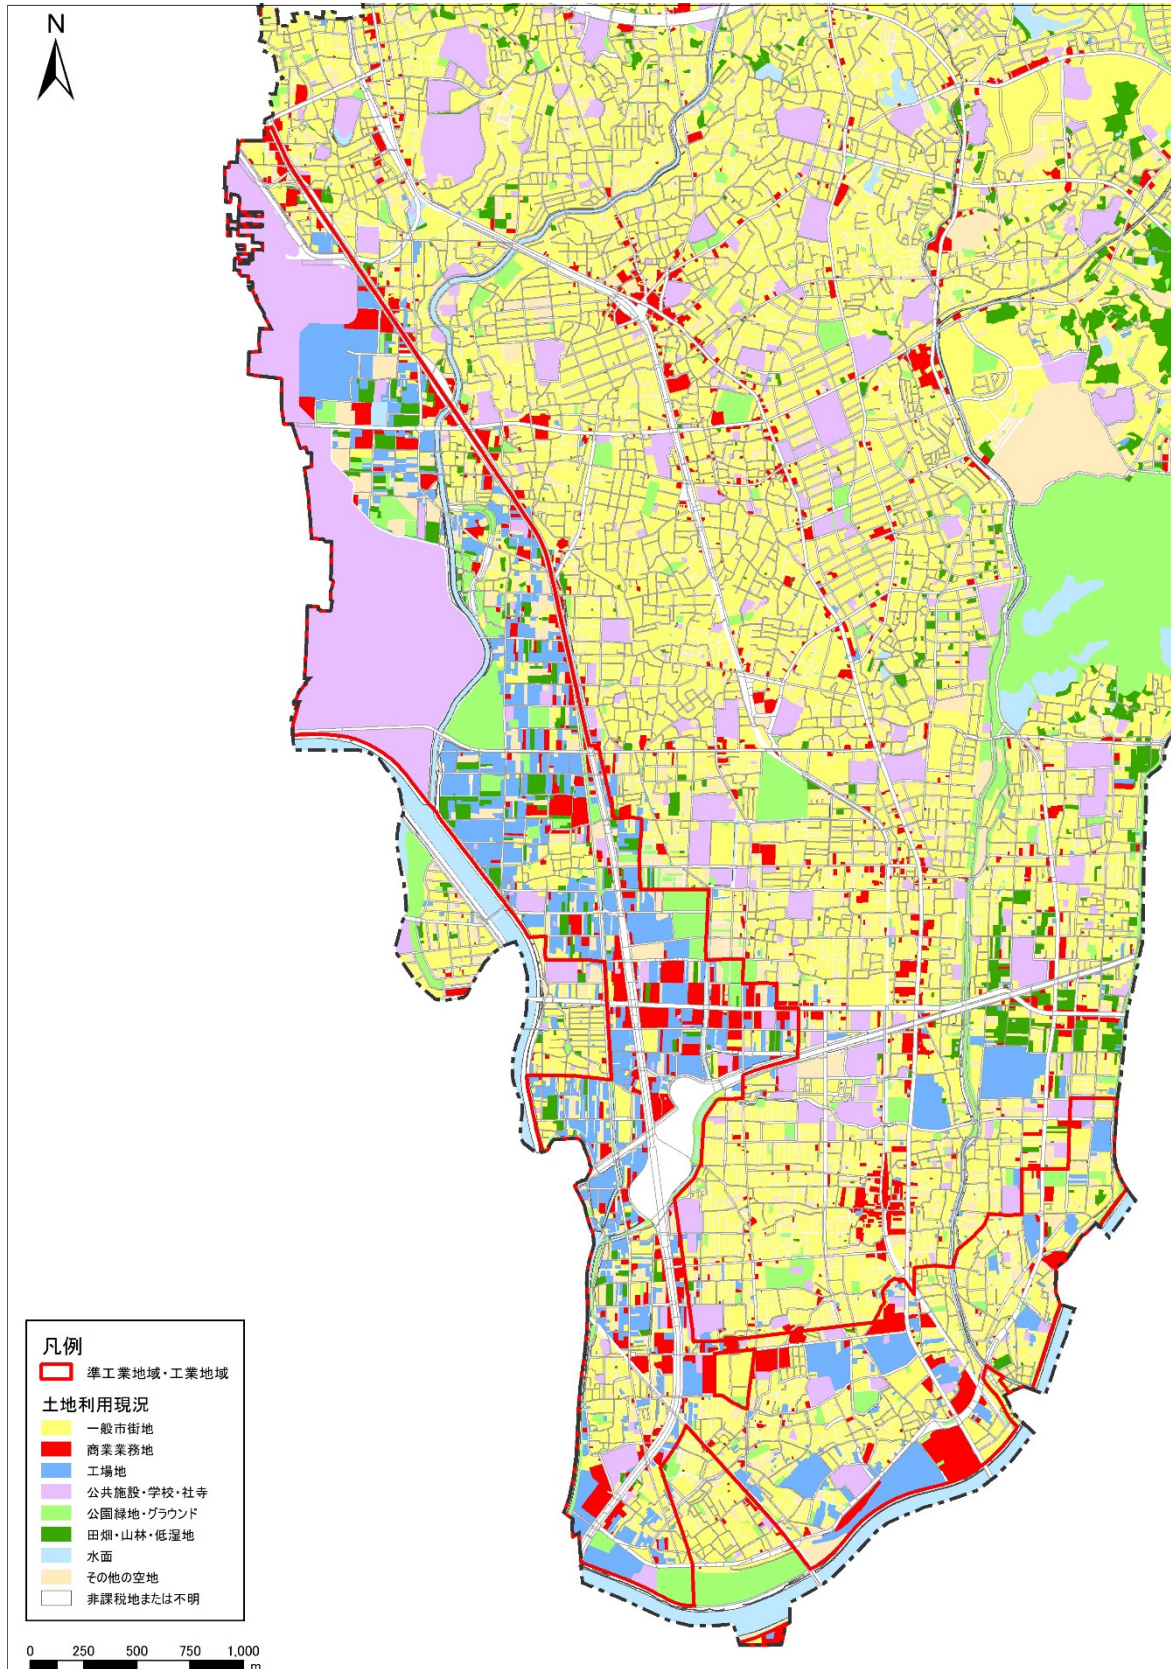 N
凡例
準工業地域・工業地域
土地利用現況
一般市街地
商業業務地
工場地
公共施設・学校・社寺
公園緑地・グラウンド
田畑・山林・低湿地
水面
その他の空地
非課税地または不明
0 250 500 750 1,000
m